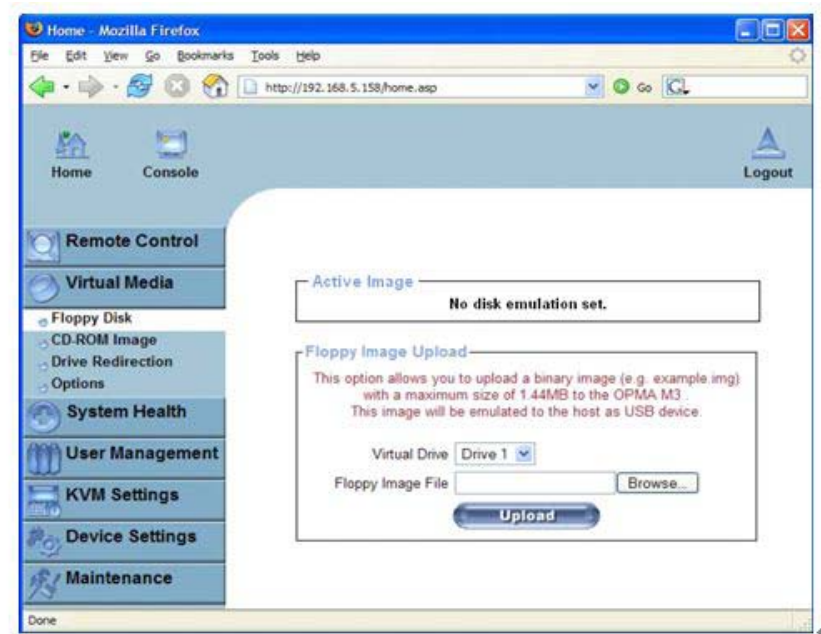 Home - Mozilla Firefox
File Edit View Go Bookmarks Tools Help
http://192.168.5.158/home.asp Go
Home Console Logout
Remote Control
Virtual Media
Floppy Disk
CD-ROM Image
Drive Redirection
Options
System Health
User Management
KVM Settings
Device Settings
Maintenance
Active Image
No disk emulation set.
Floppy Image Upload
This option allows you to upload a binary image (e.g. example.img)
with a maximum size of 1.44MB to the OPMA M3 .
This image will be emulated to the host as USB device.
Virtual Drive Drive 1
Floppy Image File Browse...
Upload
Done